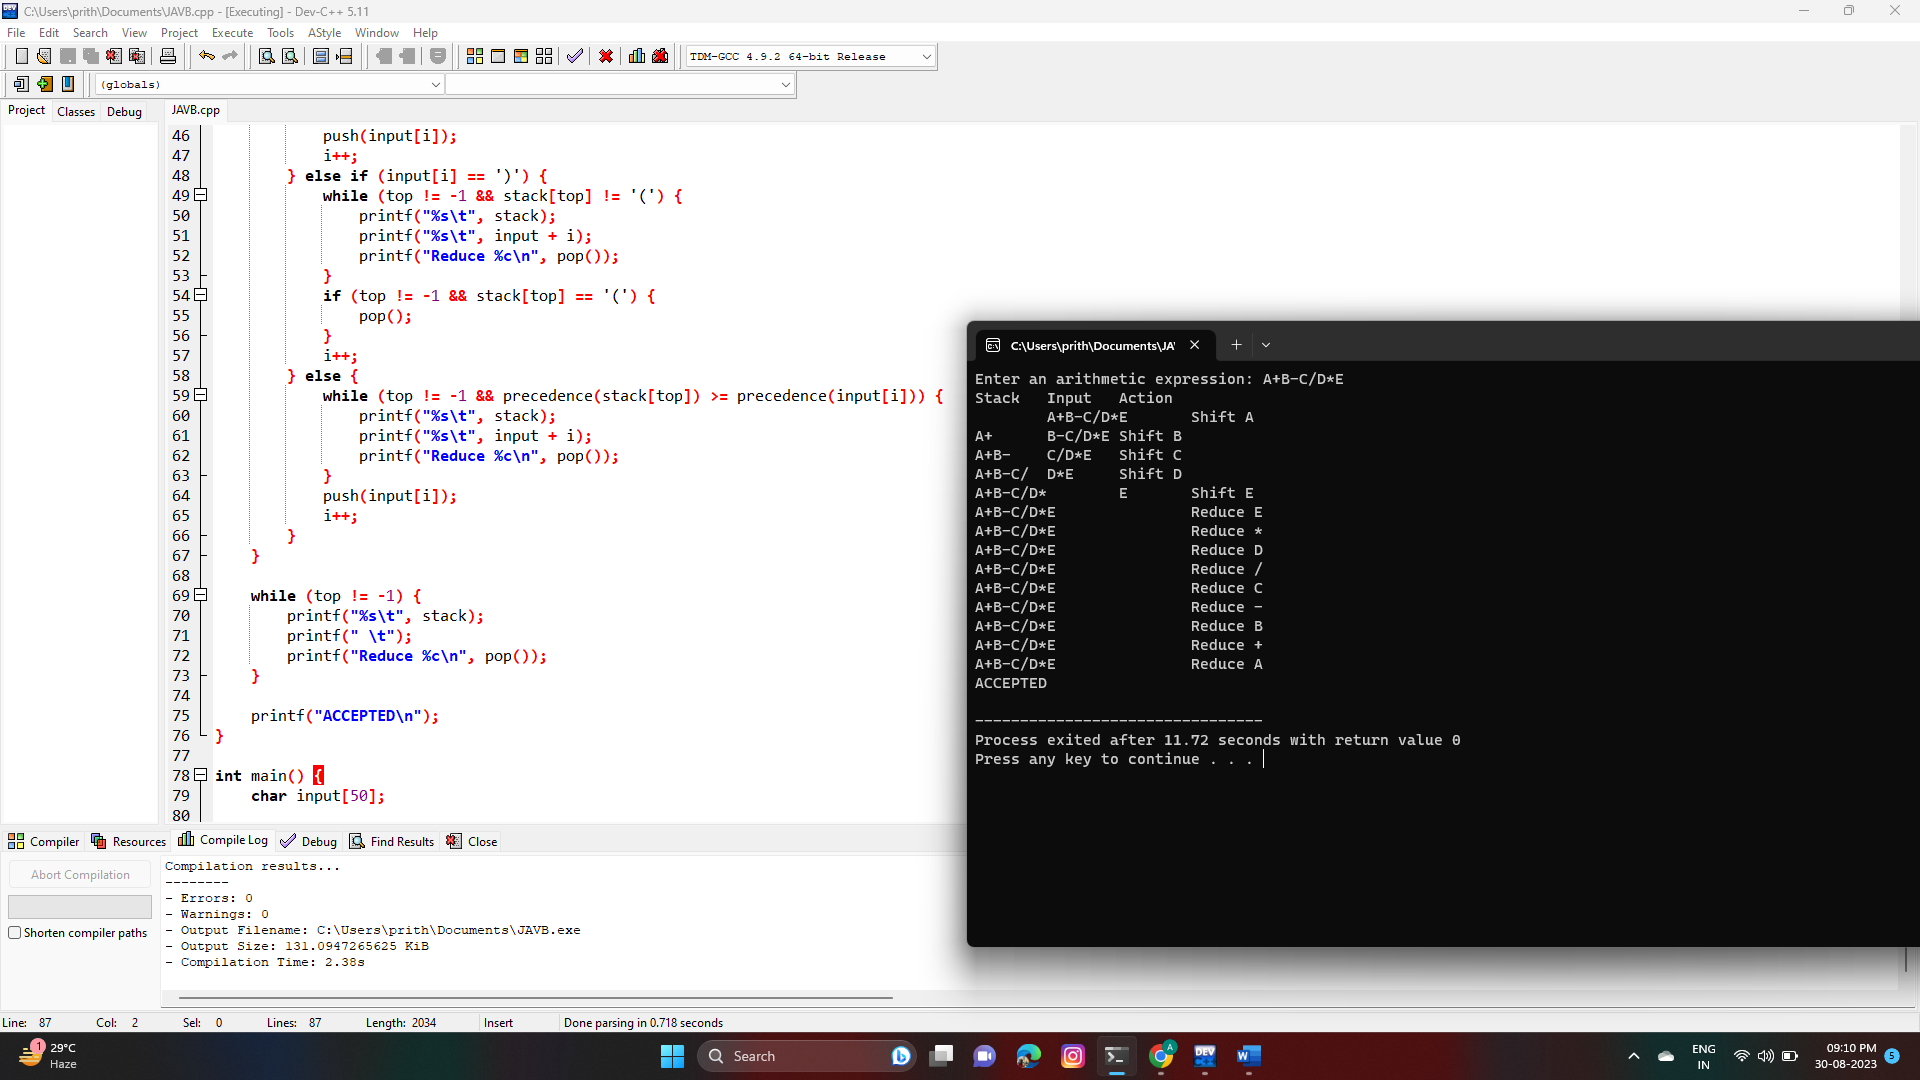 C:\Users\prith\Documents\JAVB.cpp - [Executing] - Dev-C++ 5.11
File Edit Search View Project Execute Tools AStyle Window Help
TDM-GCC 4.9.2 64-bit Release
(globals)
Project Classes Debug
JAVB.cpp
46 push(input[i]);
47 i++;
48 } else if (input[i] == ')') {
49 while (top != -1 && stack[top] != '(') {
50 printf("%s\t", stack);
51 printf("%s\t", input + i);
52 printf("Reduce %c\n", pop());
53 }
54 if (top != -1 && stack[top] == '(') {
55 pop();
56 }
57 i++;
58 } else {
59 while (top != -1 && precedence(stack[top]) >= precedence(input[i])) {
60 printf("%s\t", stack);
61 printf("%s\t", input + i);
62 printf("Reduce %c\n", pop());
63 }
64 push(input[i]);
65 i++;
66 }
67 }
68
69 while (top != -1) {
70 printf("%s\t", stack);
71 printf(" \t");
72 printf("Reduce %c\n", pop());
73 }
74
75 printf("ACCEPTED\n");
76 }
77
78 int main() {
79 char input[50];
80
C:\Users\prith\Documents\JA
Enter an arithmetic expression: A+B-C/D*E
Stack Input Action
A+B-C/D*E Shift A
A+ B-C/D*E Shift B
A+B- C/D*E Shift C
A+B-C/ D*E Shift D
A+B-C/D* E Shift E
A+B-C/D*E Reduce E
A+B-C/D*E Reduce *
A+B-C/D*E Reduce D
A+B-C/D*E Reduce /
A+B-C/D*E Reduce C
A+B-C/D*E Reduce -
A+B-C/D*E Reduce B
A+B-C/D*E Reduce +
A+B-C/D*E Reduce A
ACCEPTED
--------------------------------
Process exited after 11.72 seconds with return value 0
Press any key to continue . . .
Compiler Resources Compile Log Debug Find Results Close
Abort Compilation
Shorten compiler paths
Compilation results...
--------
- Errors: 0
- Warnings: 0
- Output Filename: C:\Users\prith\Documents\JAVB.exe
- Output Size: 131.0947265625 KiB
- Compilation Time: 2.38s
Line: 87 Col: 2 Sel: 0 Lines: 87 Length: 2034 Insert Done parsing in 0.718 seconds
1
29°C
Haze
Search
A
DEV
W
ENG
IN
09:10 PM
30-08-2023
5